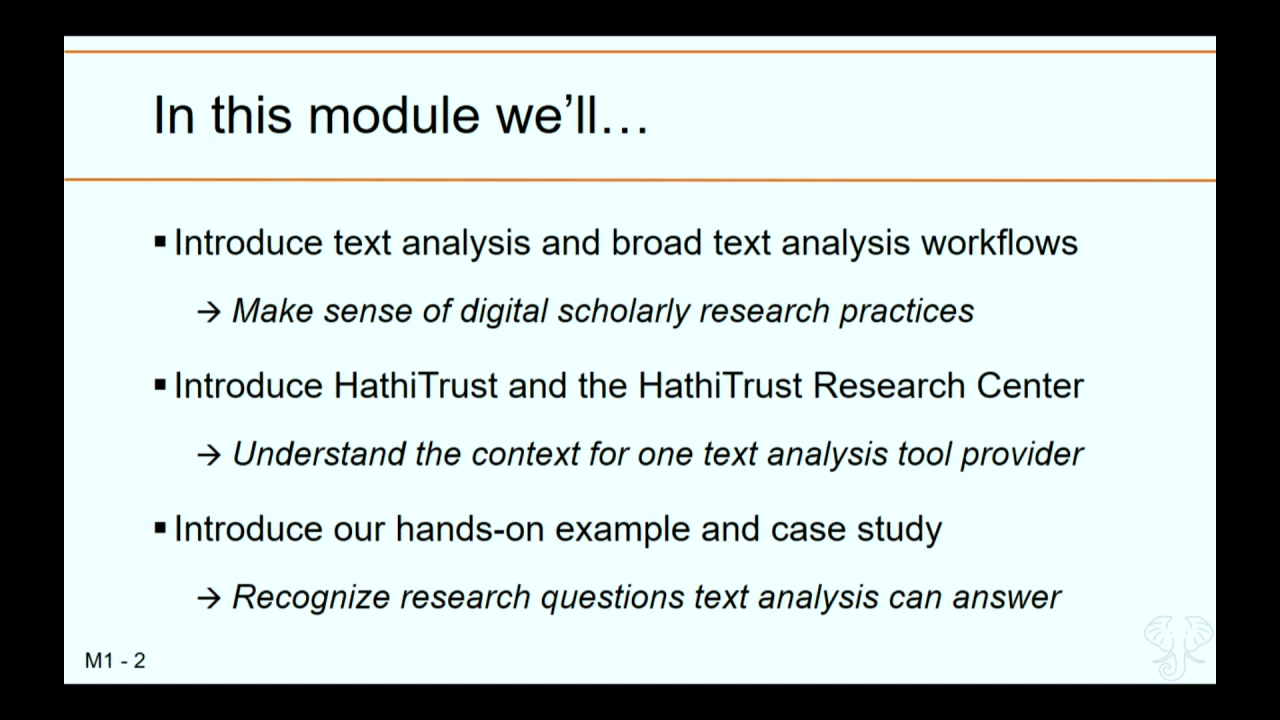 In this module we’ll…
▪ Introduce text analysis and broad text analysis workflows
→ Make sense of digital scholarly research practices
▪ Introduce HathiTrust and the HathiTrust Research Center
→ Understand the context for one text analysis tool provider
▪ Introduce our hands-on example and case study
→ Recognize research questions text analysis can answer
M1 - 2